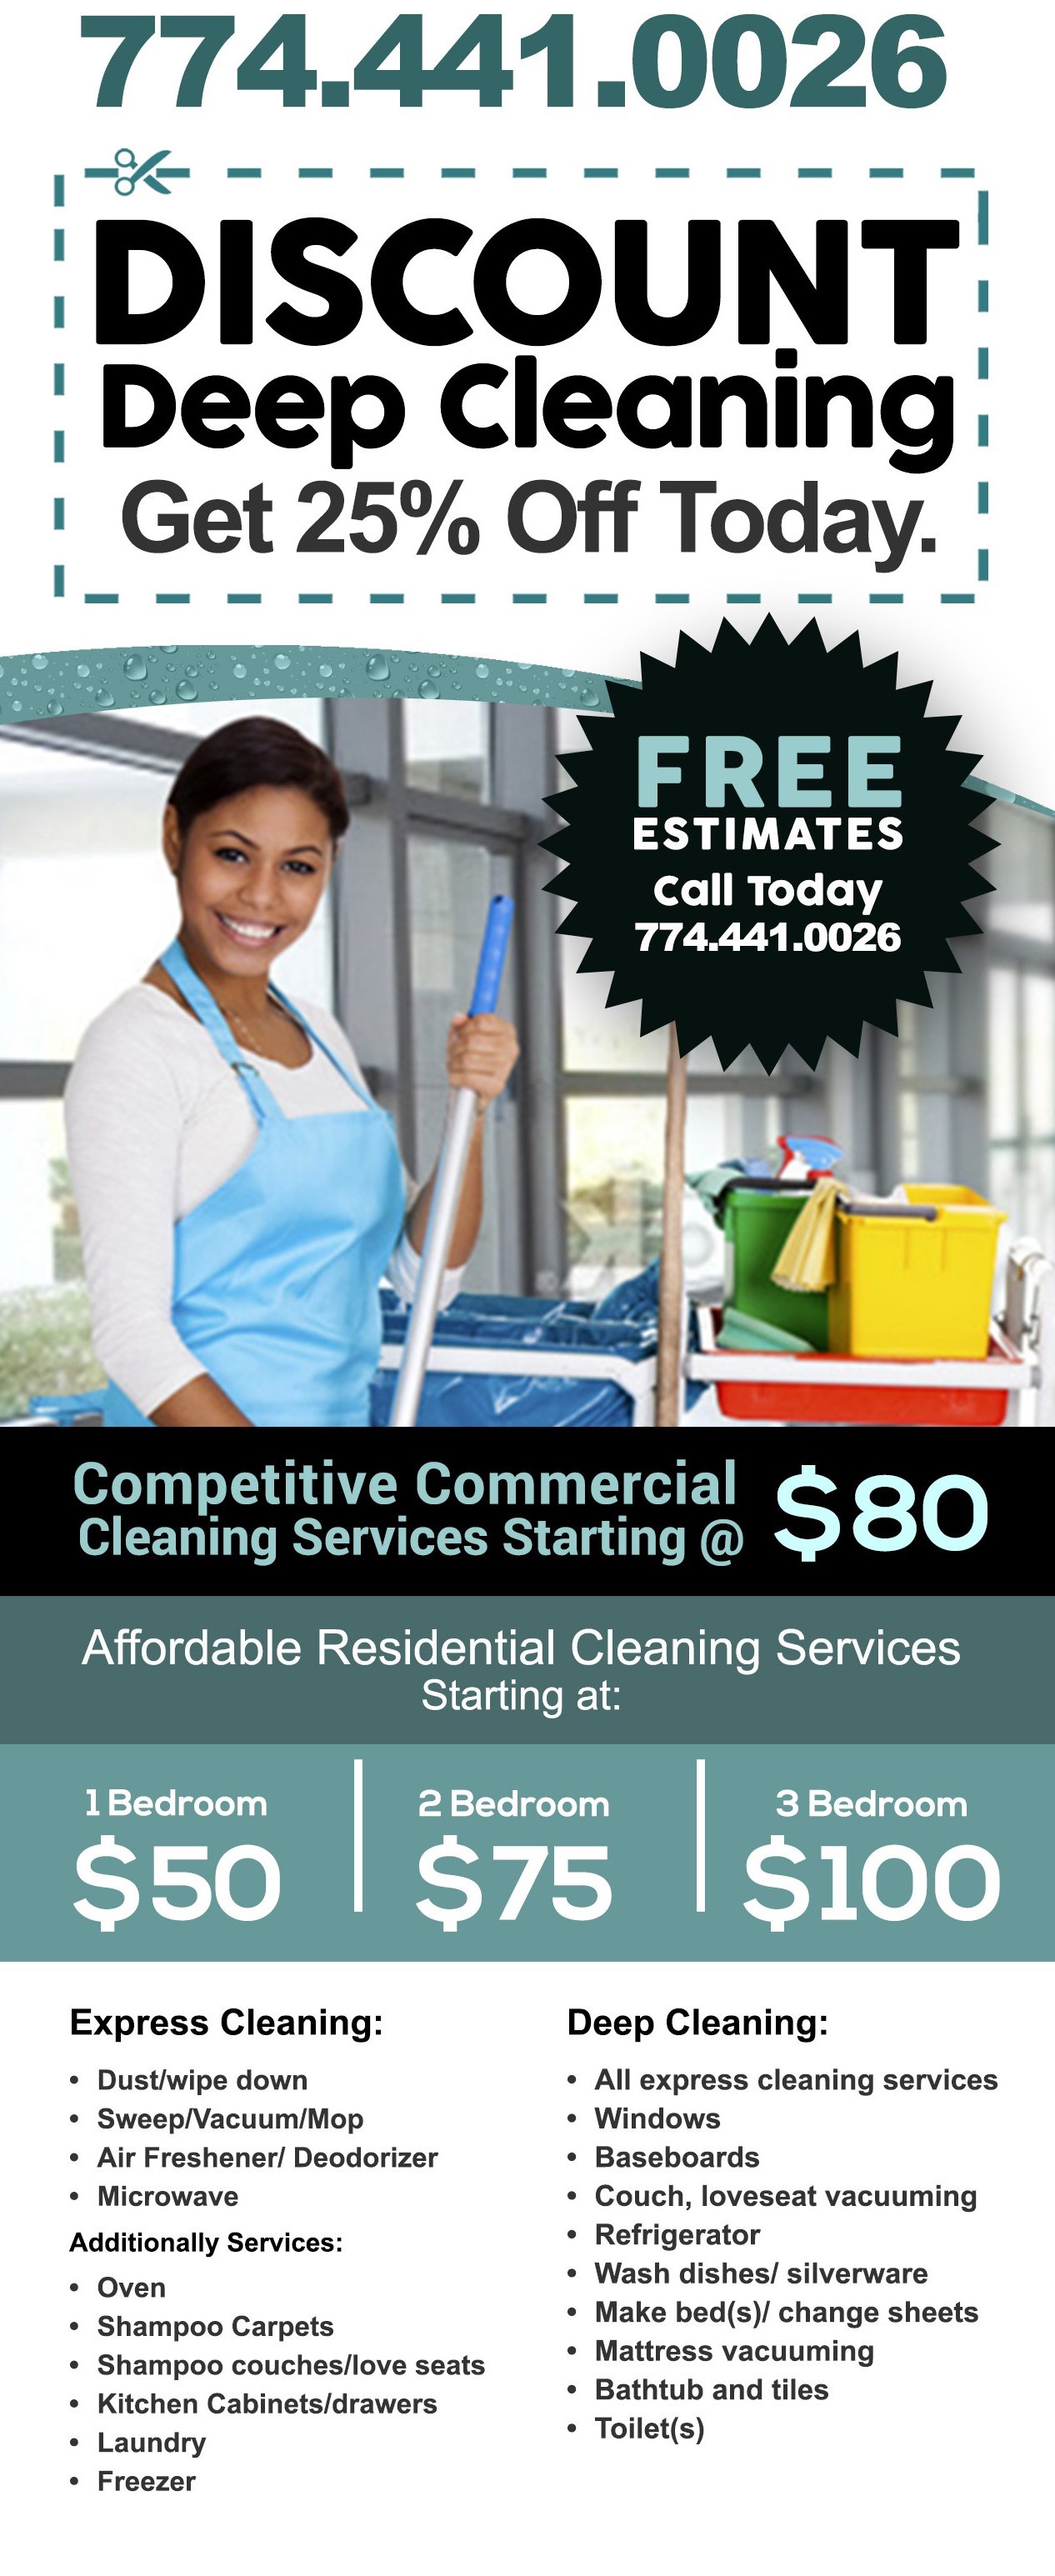 774.441.0026
DISCOUNT
Deep Cleaning
Get 25% Off Today.
FREE
ESTIMATES
Call Today
774.441.0026
Competitive Commercial
Cleaning Services Starting @ $80
Affordable Residential Cleaning Services
Starting at:
1 Bedroom
$50
2 Bedroom
$75
3 Bedroom
$100
Express Cleaning:
• Dust/wipe down
• Sweep/Vacuum/Mop
• Air Freshener/ Deodorizer
• Microwave
Additionally Services:
• Oven
• Shampoo Carpets
• Shampoo couches/love seats
• Kitchen Cabinets/drawers
• Laundry
• Freezer
Deep Cleaning:
• All express cleaning services
• Windows
• Baseboards
• Couch, loveseat vacuuming
• Refrigerator
• Wash dishes/ silverware
• Make bed(s)/ change sheets
• Mattress vacuuming
• Bathtub and tiles
• Toilet(s)